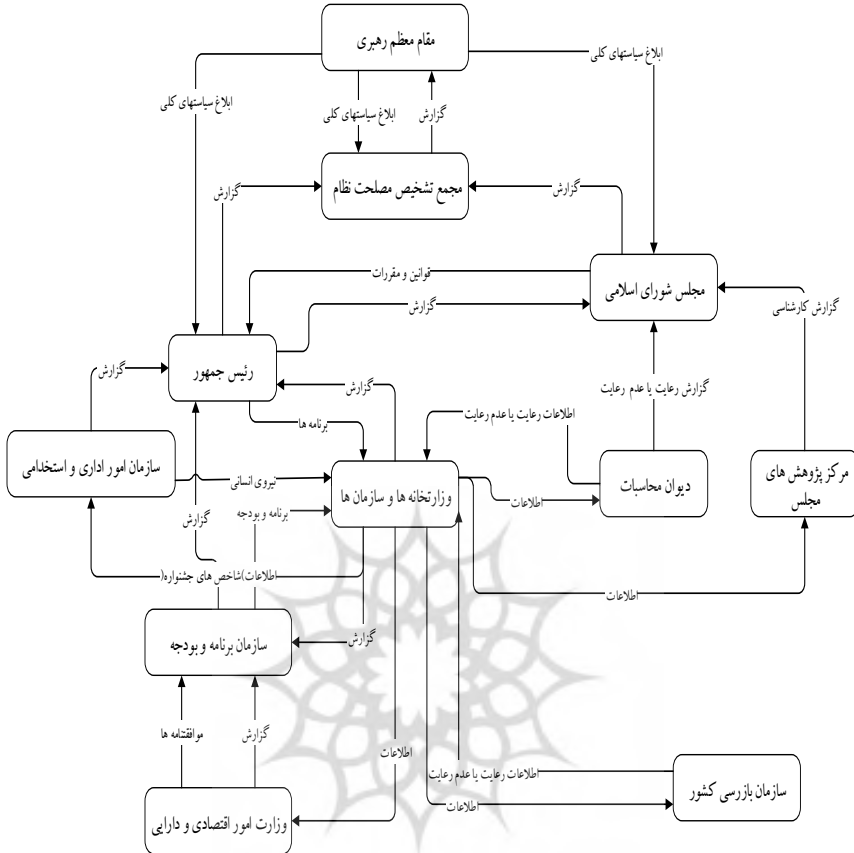 مقام معظم رهبری
ابلاغ سیاستهای کلی
ابلاغ سیاستهای کلی
ابلاغ سیاستهای کلی
گزارش
مجمع تشخیص مصلحت نظام
گزارش
گزارش
قوانین و مقررات
مجلس شورای اسلامی
گزارش
گزارش کارشناسی
رئیس جمهور
گزارش
گزارش
گزارش رعایت یا عدم رعایت
برنامه ها
اطلاعات رعایت یا عدم رعایت
سازمان امور اداری و استخدامی
نیروی انسانی
وزارتخانه ها و سازمان ها
دیوان محاسبات
مرکز پژوهش های
مجلس
اطلاعات
برنامه و بودجه
گزارش
اطلاعات)شاخص های جشنواره(
اطلاعات
سازمان برنامه و بودجه
گزارش
موافقتنامه ها
گزارش
اطلاعات
اطلاعات رعایت یا عدم رعایت
سازمان بازرسی کشور
اطلاعات
وزارت امور اقتصادی و دارایی